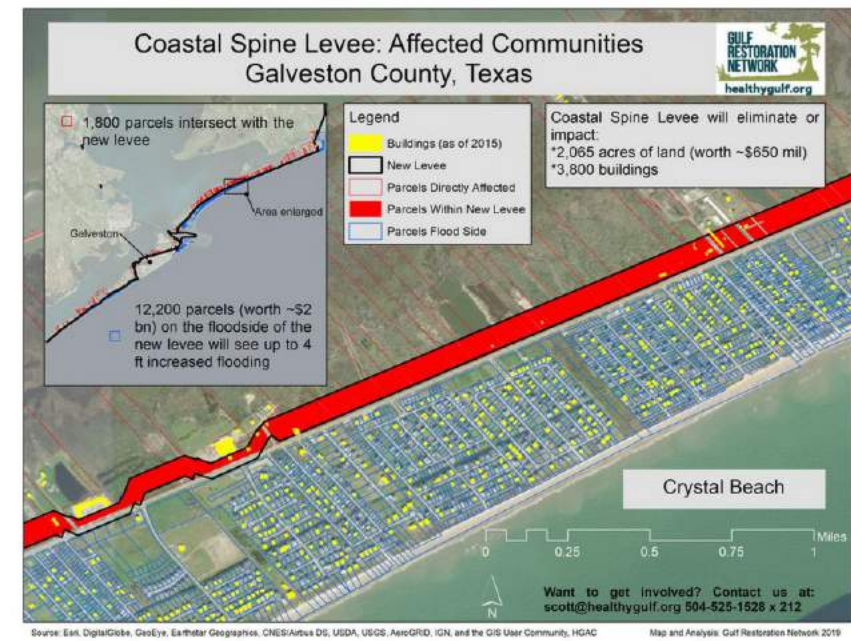 Coastal Spine Levee: Affected Communities
Galveston County, Texas
GULF
RESTORATION
NETWORK
healthygulf.org
1,800 parcels intersect with the
new levee
Area enlarged
Galveston
12,200 parcels (worth ~$2
bn) on the floodside of the
new levee will see up to 4
ft increased flooding
Legend
Buildings (as of 2015)
New Levee
Parcels Directly Affected
Parcels Within New Levee
Parcels Flood Side
Coastal Spine Levee will eliminate or
impact:
*2,065 acres of land (worth ~$650 mil)
*3,800 buildings
Crystal Beach
Miles
0 0.25 0.5 0.75 1
N
Want to get involved? Contact us at:
scott@healthygulf.org 504-525-1528 x 212
Source: Esri, DigitalGlobe, GeoEye, Earthstar Geographics, CNES/Airbus DS, USDA, USGS, AeroGRID, IGN, and the GIS User Community, HGAC
Map and Analysis: Gulf Restoration Network 2019